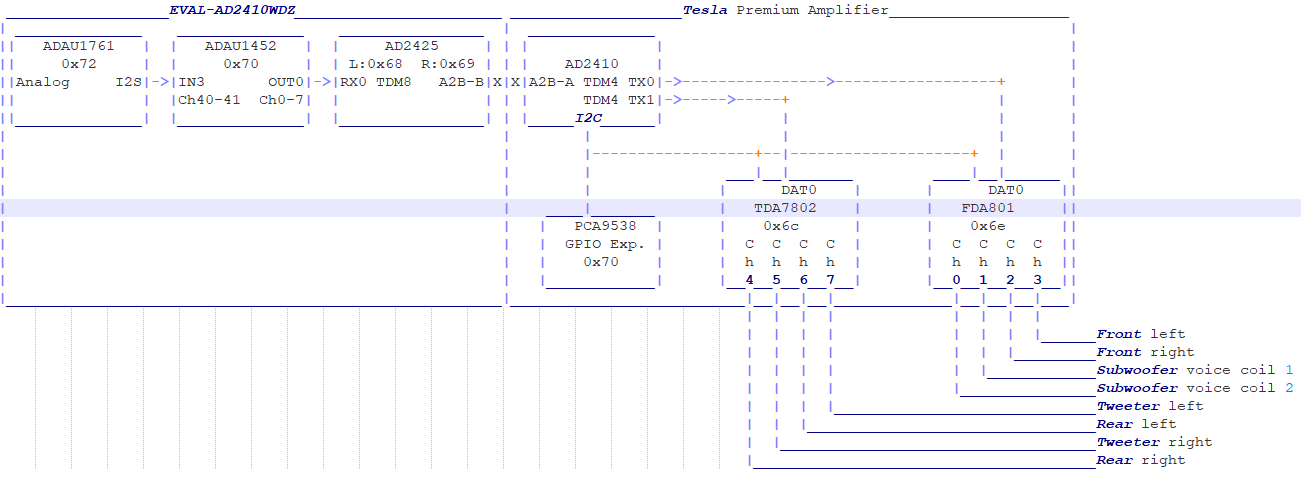 EVAL-AD2410WDZ Tesla Premium Amplifier
ADAU1761 ADAU1452 AD2425
0x72 0x70 L:0x68 R:0x69 AD2410
Analog I2S -> IN3 OUT0 -> RX0 TDM8 A2B-B X X A2B-A TDM4 TX0 -> > +
Ch40-41 Ch0-7 TDM4 TX1 -> > +
I2C
+ +
DAT0 DAT0
TDA7802 FDA801
PCA9538 0x6c 0x6e
GPIO Exp. C C C C C C C C
0x70 h h h h h h h h
4 5 6 7 0 1 2 3
Front left
Front right
Subwoofer voice coil 1
Subwoofer voice coil 2
Tweeter left
Rear left
Tweeter right
Rear right